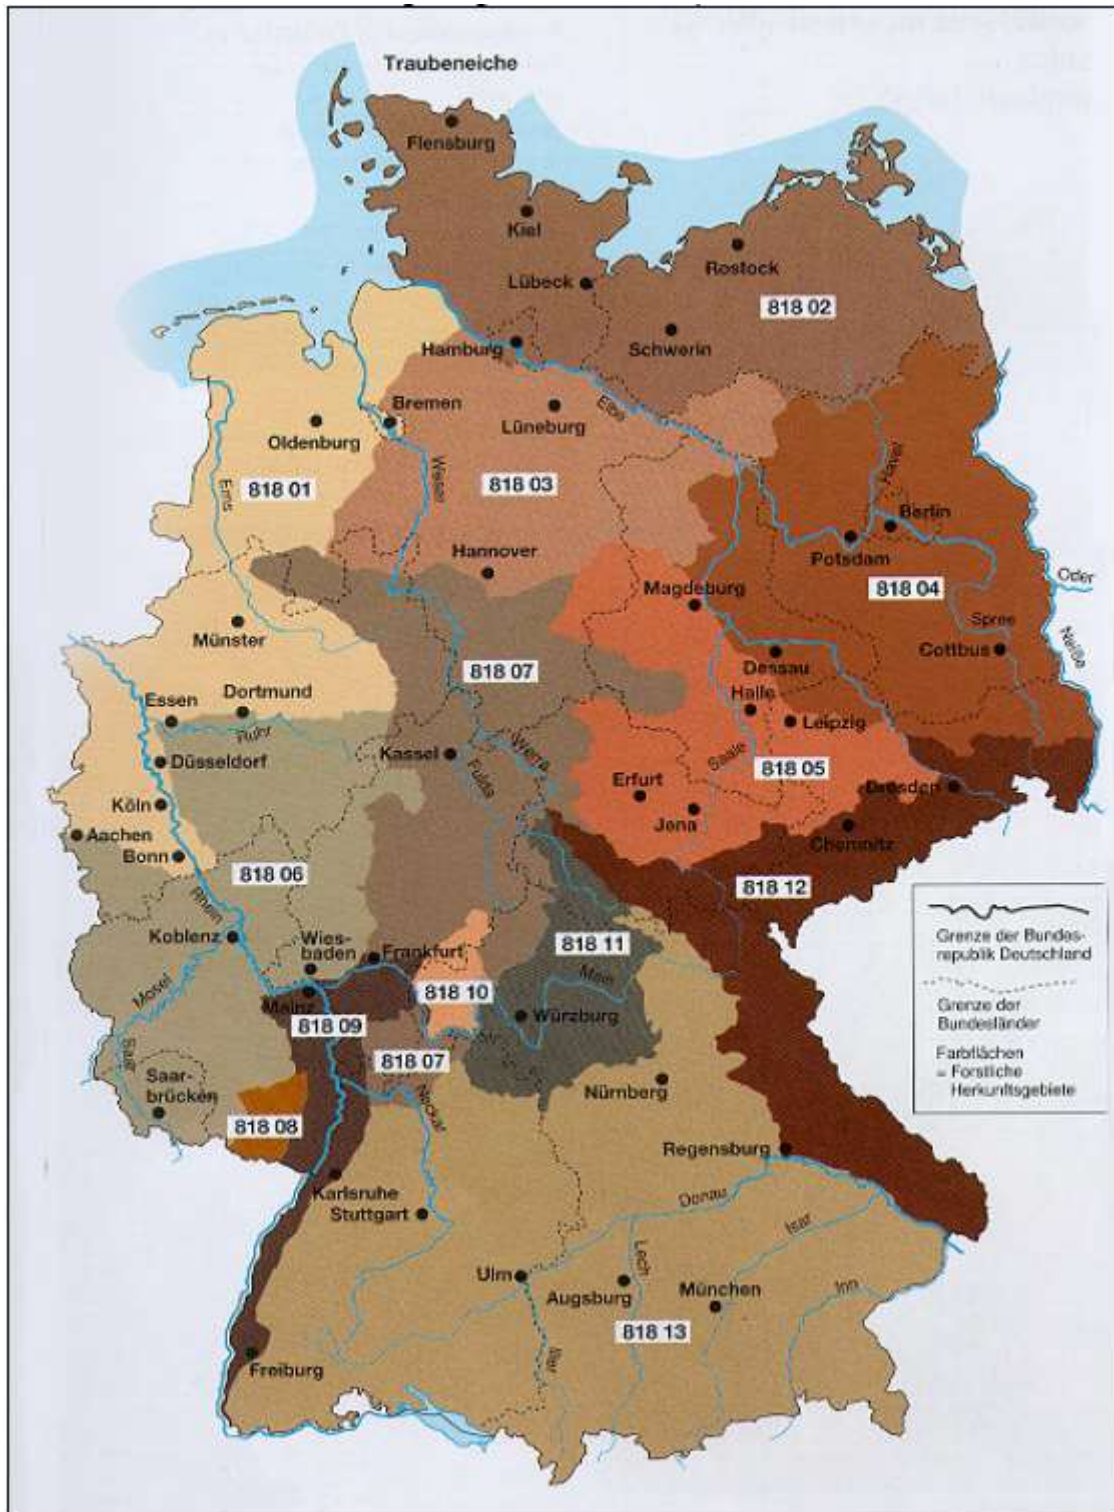 Traubeneiche
Flensburg
Kiel
Rostock
Lübeck
818 02
Schwerin
Hamburg
Elbe
Bremen
Lüneburg
Oldenburg
Weser
Havel
818 01
818 03
Ems
Berlin
Potsdam
Hannover
Magdeburg
818 04
Oder
Spree
Münster
Neiße
Cottbus
Dessau
818 07
Halle
Essen
Dortmund
Leipzig
Ruhr
Werra
Kassel
Saale
Düsseldorf
Fulda
818 05
Erfurt
Dresden
Köln
Jena
Aachen
Chemnitz
Bonn
818 06
818 12
Rhein
Koblenz
Wies-
baden
Frankfurt
818 11
Mosel
Main
818 10
Mainz
Würzburg
818 09
Saar
818 07
Saar-
brücken
Neckar
Nürnberg
818 08
Regensburg
Karlsruhe
Stuttgart
Donau
Isar
Lech
Ulm
Augsburg
München
Inn
818 13
Iller
Freiburg
Grenze der Bundes-
republik Deutschland
Grenze der
Bundesländer
Farbflächen
= Forstliche
Herkunftsgebiete